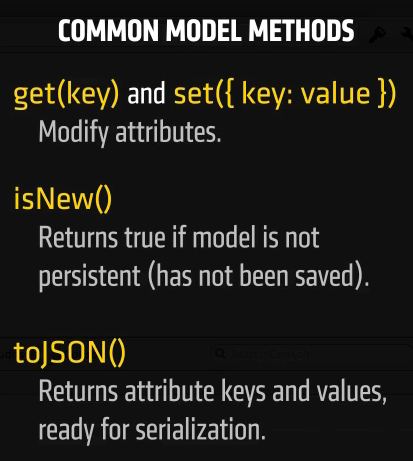 COMMON MODEL METHODS
get(key) and set({ key: value })
Modify attributes.
isNew()
Returns true if model is not
persistent (has not been saved).
toJSON()
Returns attribute keys and values,
ready for serialization.